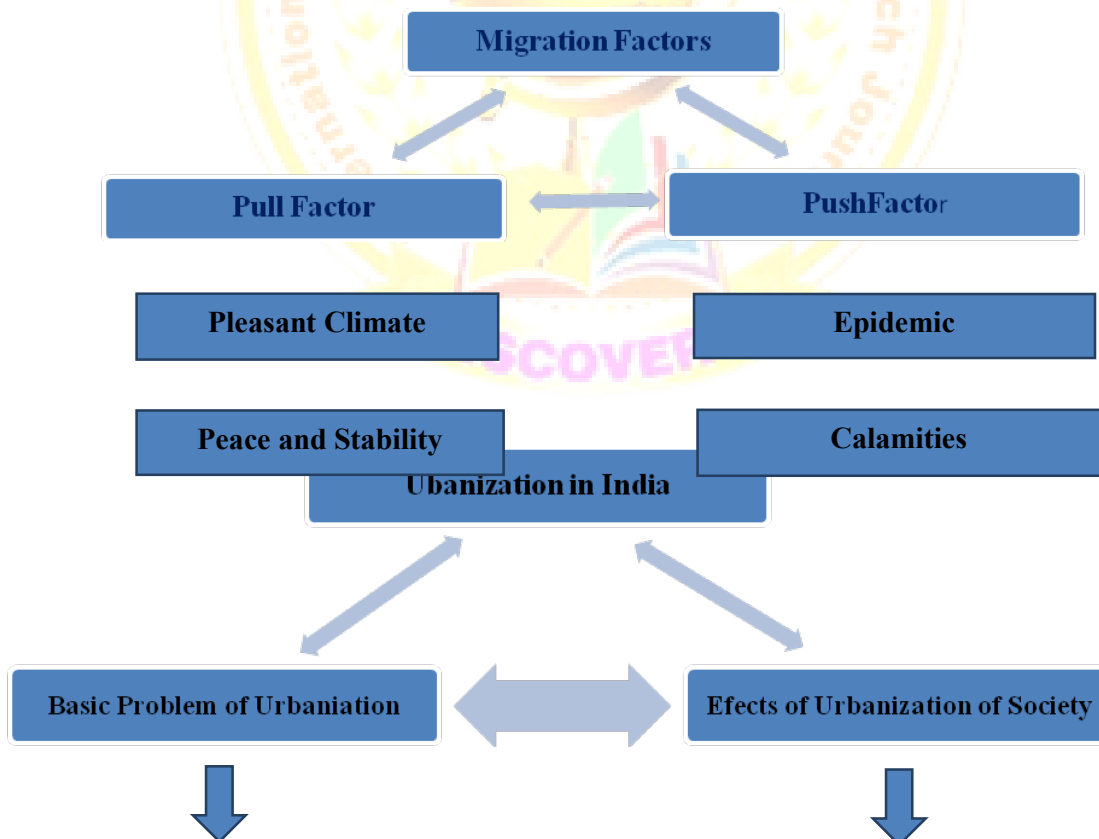 Migration Factors
Pull Factor
PushFactor
Pleasant Climate
Epidemic
Peace and Stability
Calamities
Ubanization in India
Basic Problem of Urbaniation
Efects of Urbanization of Society